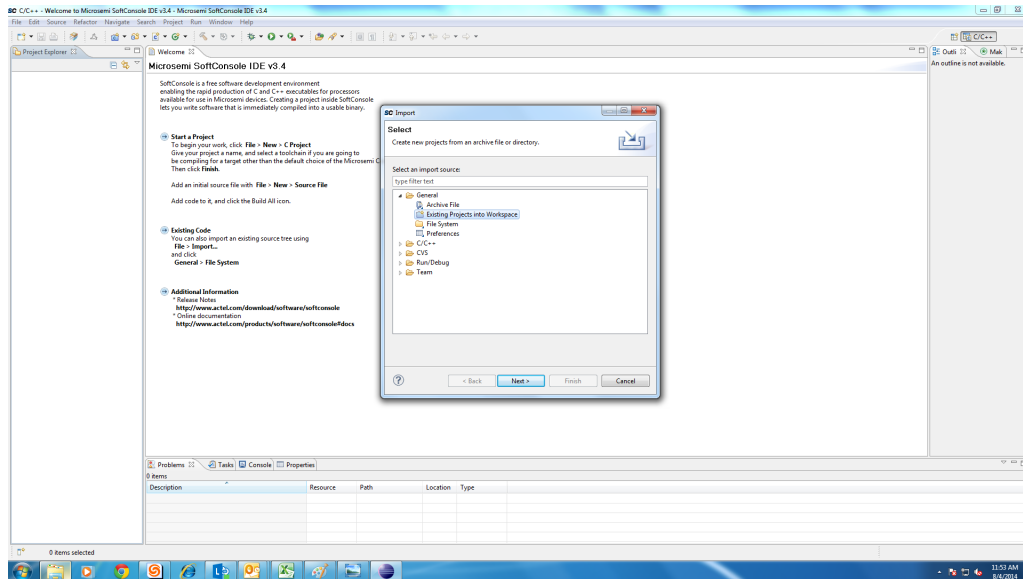 SC C/C++ - Welcome to Microsemi SoftConsole IDE v3.4 - Microsemi SoftConsole IDE v3.4
File Edit Source Refactor Navigate Search Project Run Window Help
C/C++
Project Explorer
Welcome
Outli
Mak
Microsemi SoftConsole IDE v3.4
An outline is not available.
SoftConsole is a free software development environment
enabling the rapid production of C and C++ executables for processors
available for use in Microsemi devices. Creating a project inside SoftConsole
lets you write software that is immediately compiled into a usable binary.
Start a Project
To begin your work, click File > New > C Project
Give your project a name, and select a toolchain if you are going to
be compiling for a target other than the default choice of the Microsemi C
Then click Finish.
Add an initial source file with File > New > Source File
Add code to it, and click the Build All icon.
Existing Code
You can also import an existing source tree using
File > Import...
and click
General > File System
Additional Information
* Release Notes
http://www.actel.com/download/software/softconsole
* Online documentation
http://www.actel.com/products/software/softconsole#docs
SC Import
Select
Create new projects from an archive file or directory.
Select an import source:
type filter text
General
Archive File
Existing Projects into Workspace
File System
Preferences
C/C++
CVS
Run/Debug
Team
< Back
Next >
Finish
Cancel
Problems
Tasks
Console
Properties
0 items
Description Resource Path Location Type
0 items selected
11:53 AM
8/4/2014